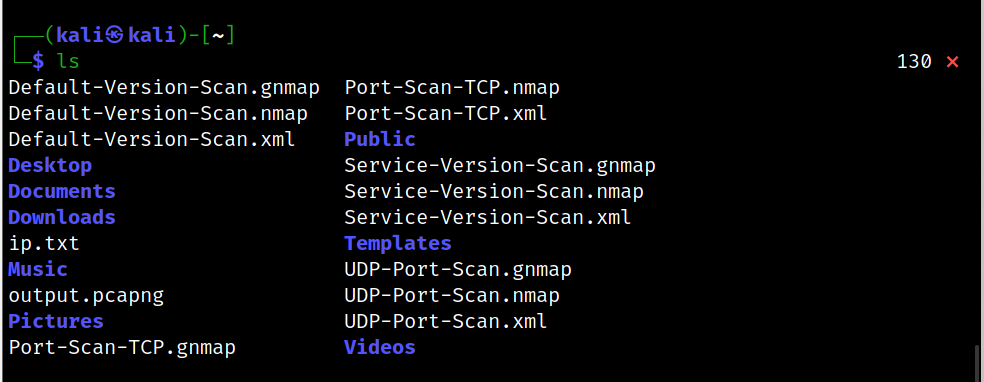 ┌──(kali㉿kali)-[~]
└─$ ls 130 ⨯
Default-Version-Scan.gnmap  Port-Scan-TCP.nmap
Default-Version-Scan.nmap   Port-Scan-TCP.xml
Default-Version-Scan.xml    Public
Desktop                     Service-Version-Scan.gnmap
Documents                   Service-Version-Scan.nmap
Downloads                   Service-Version-Scan.xml
ip.txt                      Templates
Music                       UDP-Port-Scan.gnmap
output.pcapng               UDP-Port-Scan.nmap
Pictures                    UDP-Port-Scan.xml
Port-Scan-TCP.gnmap         Videos